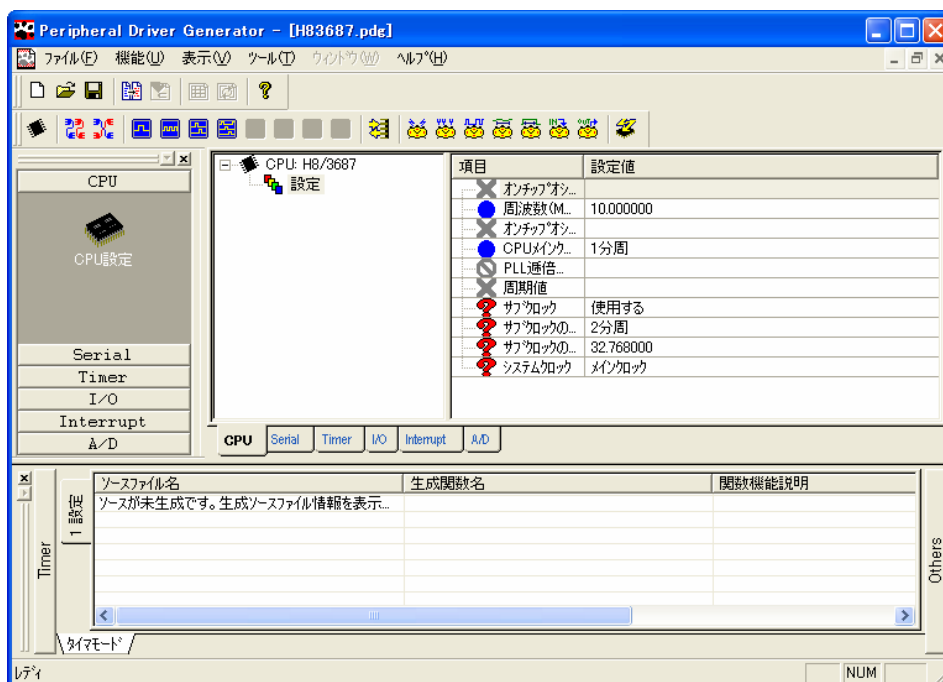 Peripheral Driver Generator - [H83687.pdg]
ファイル(F) 機能(U) 表示(V) ツール(T) ウィンドウ(W) ヘルプ(H)
CPU
CPU設定
Serial
Timer
I/O
Interrupt
A/D
CPU: H8/3687
設定
項目 設定値
オンチップオシ...
周波数(M... 10.000000
オンチップオシ...
CPUメインク... 1分周
PLL逓倍...
周期値
サブクロック 使用する
サブクロックの... 2分周
サブクロックの... 32.768000
システムクロック メインクロック
CPU Serial Timer I/O Interrupt A/D
Timer
1 設定
ソースファイル名 生成関数名 関数機能説明
ソースが未生成です。生成ソースファイル情報を表示...
Others
タイマモード
レディ NUM